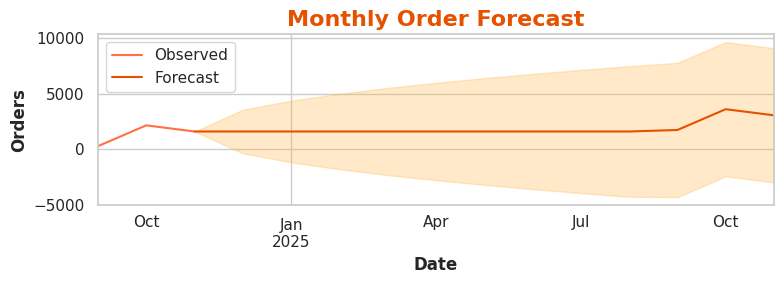 Monthly Order Forecast
Observed
Forecast
Orders
10000
5000
0
−5000
Oct
Jan
2025
Apr
Jul
Oct
Date